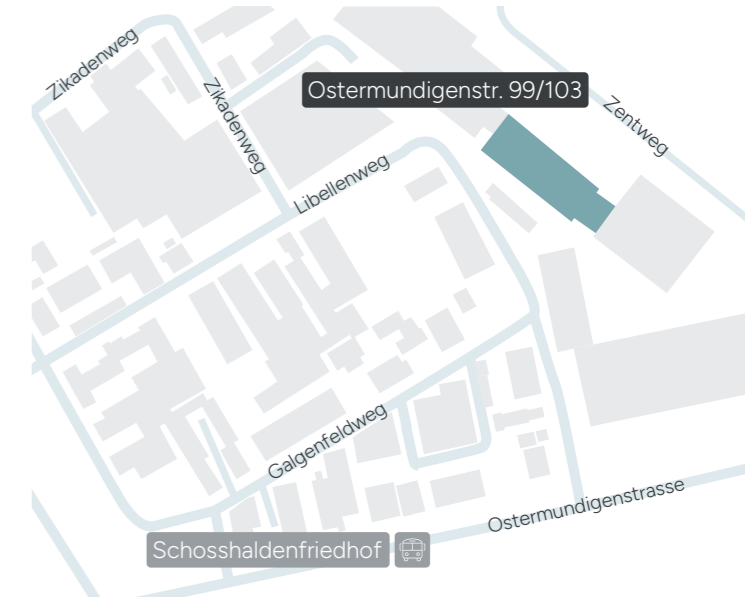 Zikadenweg
Zikadenweg
Ostermundigenstr. 99/103
Zentweg
Libellenweg
Galgenfeldweg
Ostermundigenstrasse
Schosshaldenfriedhof